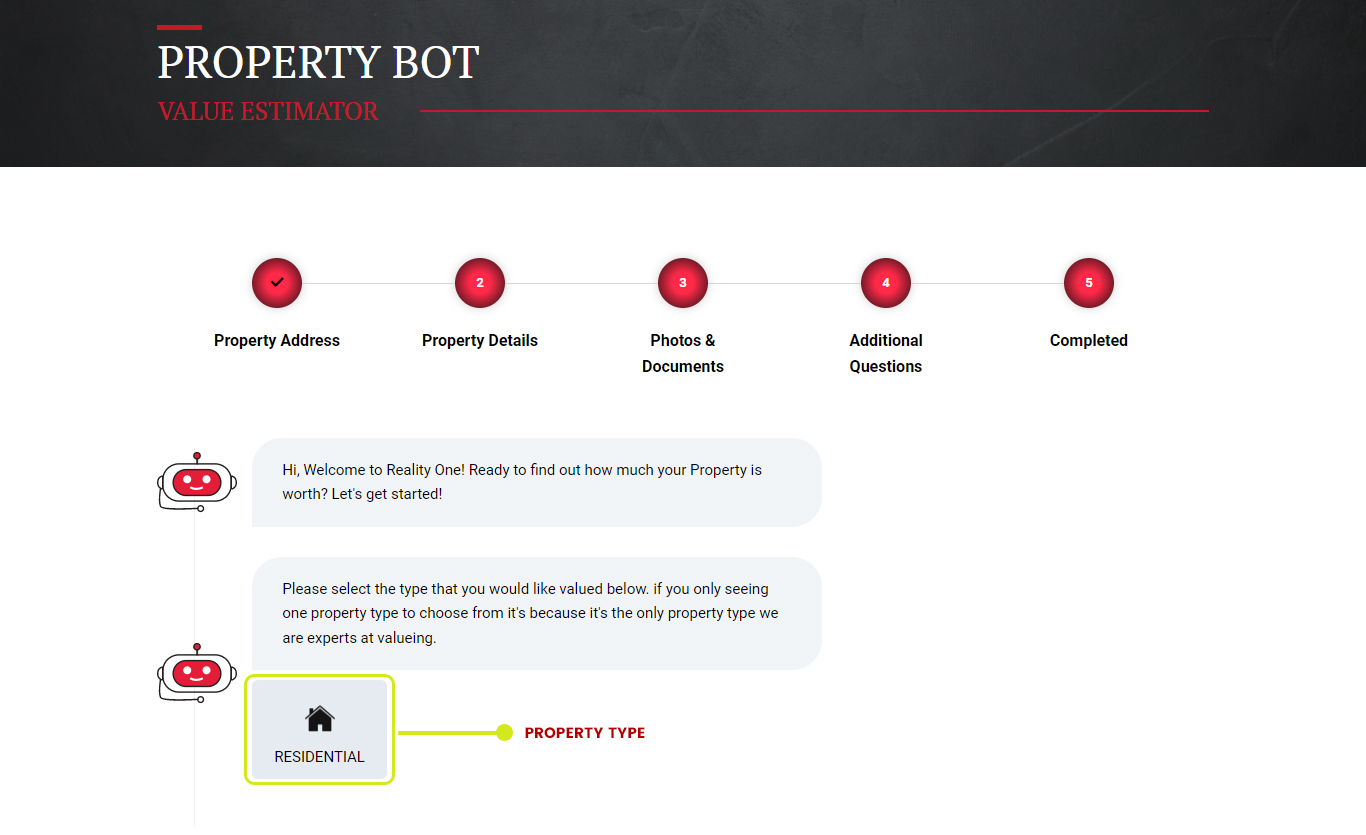 PROPERTY BOT
VALUE ESTIMATOR
2
3
4
5
Property Address
Property Details
Photos &
Documents
Additional
Questions
Completed
Hi, Welcome to Reality One! Ready to find out how much your Property is
worth? Let's get started!
Please select the type that you would like valued below. if you only seeing
one property type to choose from it's because it's the only property type we
are experts at valueing.
RESIDENTIAL
PROPERTY TYPE